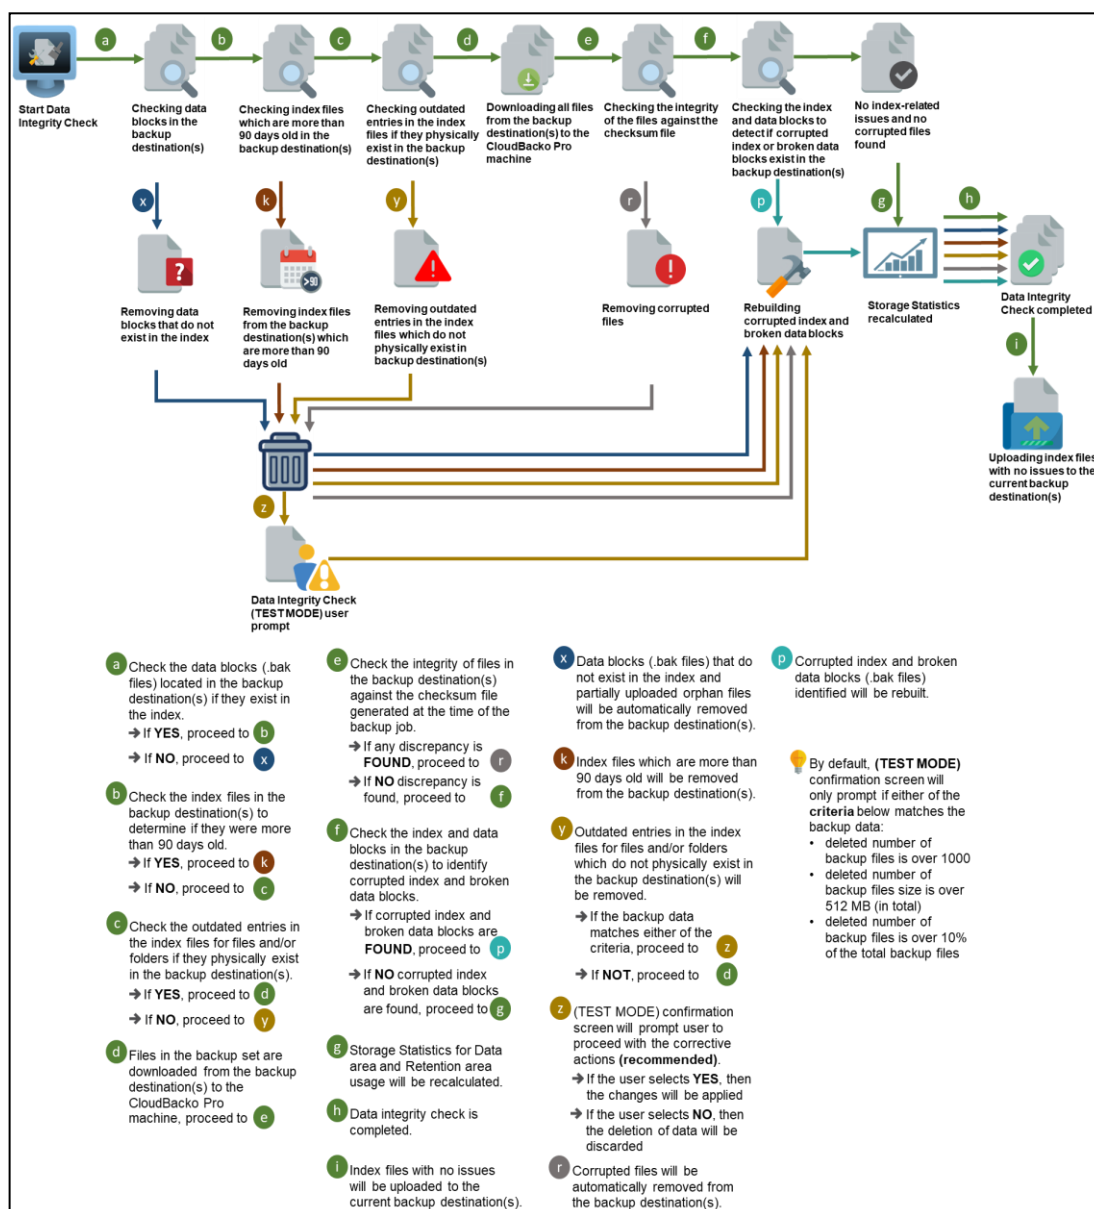 a
b
c
d
e
f
Start Data
Integrity Check
Checking data
blocks in the
backup
destination(s)
Checking index files
which are more than
90 days old in the
backup destination(s)
Checking outdated
entries in the index
files if they physically
exist in the backup
destination(s)
Downloading all files
from the backup
destination(s) to the
CloudBacko Pro
machine
Checking the integrity
of the files against the
checksum file
Checking the index
and data blocks to
detect if corrupted
index or broken data
blocks exist in the
backup destination(s)
No index-related
issues and no
corrupted files
found
x
k
y
r
p
g
h
?
>90
!
!
Removing data
blocks that do not
exist in the index
Removing index files
from the backup
destination(s) which
are more than 90
days old
Removing outdated
entries in the index
files which do not
physically exist in
backup destination(s)
Removing corrupted
files
Rebuilding
corrupted index and
broken data blocks
Storage Statistics
recalculated
Data Integrity
Check completed
i
Uploading index files
with no issues to the
current backup
destination(s)
z
!
Data Integrity Check
(TEST MODE) user
prompt
a Check the data blocks (.bak
files) located in the backup
destination(s) if they exist in
the index.
➔ If YES, proceed to b
➔ If NO, proceed to x
b Check the index files in the
backup destination(s) to
determine if they were more
than 90 days old.
➔ If YES, proceed to k
➔ If NO, proceed to c
c Check the outdated entries in
the index files for files and/or
folders if they physically exist
in the backup destination(s).
➔ If YES, proceed to d
➔ If NO, proceed to y
d Files in the backup set are
downloaded from the backup
destination(s) to the
CloudBacko Pro
machine, proceed to e
e Check the integrity of files in
the backup destination(s)
against the checksum file
generated at the time of the
backup job.
➔ If any discrepancy is
FOUND, proceed to r
➔ If NO discrepancy is
found, proceed to f
f Check the index and data
blocks in the backup
destination(s) to identify
corrupted index and broken
data blocks.
➔ If corrupted index and
broken data blocks are
FOUND, proceed to p
➔ If NO corrupted index
and broken data blocks
are found, proceed to g
g Storage Statistics for Data
area and Retention area
usage will be recalculated.
h Data integrity check is
completed.
i Index files with no issues
will be uploaded to the
current backup destination(s).
x Data blocks (.bak files) that do
not exist in the index and
partially uploaded orphan files
will be automatically removed
from the backup destination(s).
k Index files which are more than
90 days old will be removed
from the backup destination(s).
y Outdated entries in the index
files for files and/or folders
which do not physically exist in
the backup destination(s) will
be removed.
➔ If the backup data
matches either of the
criteria, proceed to z
➔ If NOT, proceed to d
z (TEST MODE) confirmation
screen will prompt user to
proceed with the corrective
actions (recommended).
➔ If the user selects YES, then
the changes will be applied
➔ If the user selects NO, then
the deletion of data will be
discarded
r Corrupted files will be
automatically removed from
the backup destination(s).
p Corrupted index and broken
data blocks (.bak files)
identified will be rebuilt.
By default, (TEST MODE)
confirmation screen will
only prompt if either of the
criteria below matches the
backup data:
• deleted number of
backup files is over 1000
• deleted number of
backup files size is over
512 MB (in total)
• deleted number of
backup files is over 10%
of the total backup files